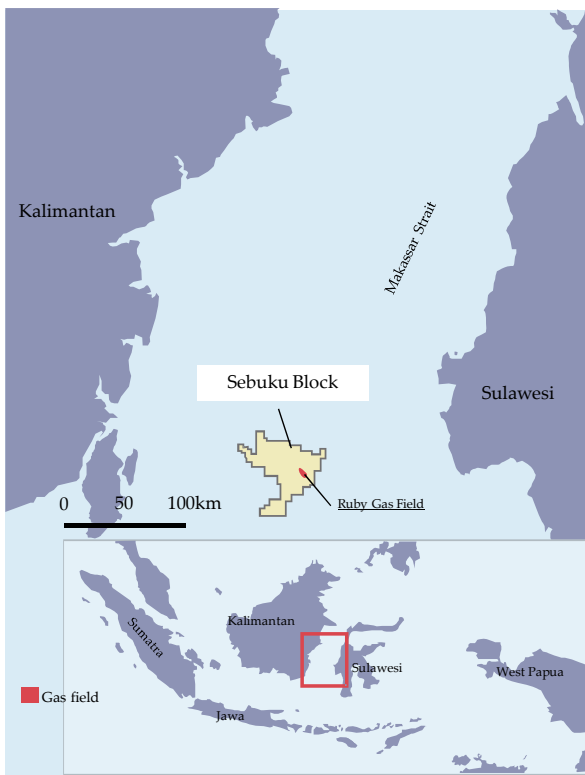 Kalimantan
Makassar Strait
Sebuku Block
Sulawesi
0 50 100km
Ruby Gas Field
Kalimantan
Sumatra
Sulawesi
West Papua
Gas field
Jawa